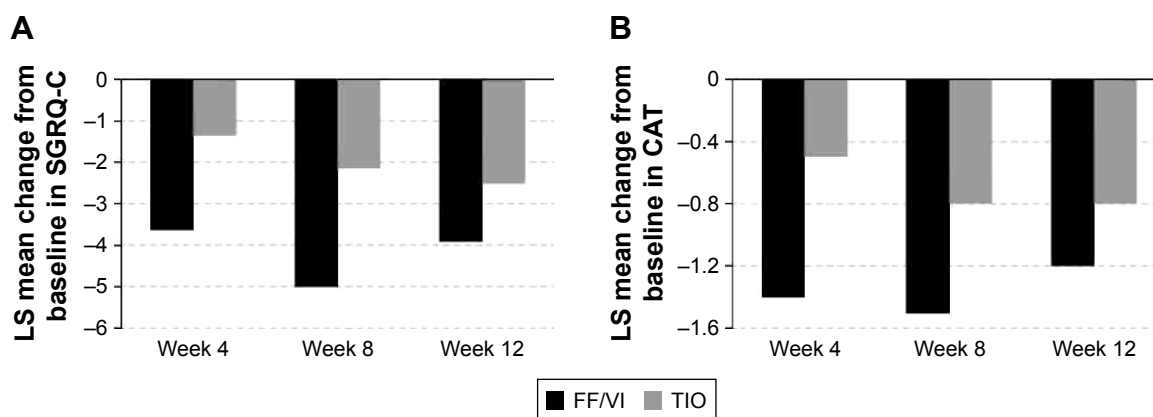 A
LS mean change from
baseline in SGRQ-C
0
–1
–2
–3
–4
–5
–6
Week 4 Week 8 Week 12
B
LS mean change from
baseline in CAT
0
–0.4
–0.8
–1.2
–1.6
Week 4 Week 8 Week 12
FF/VI TIO